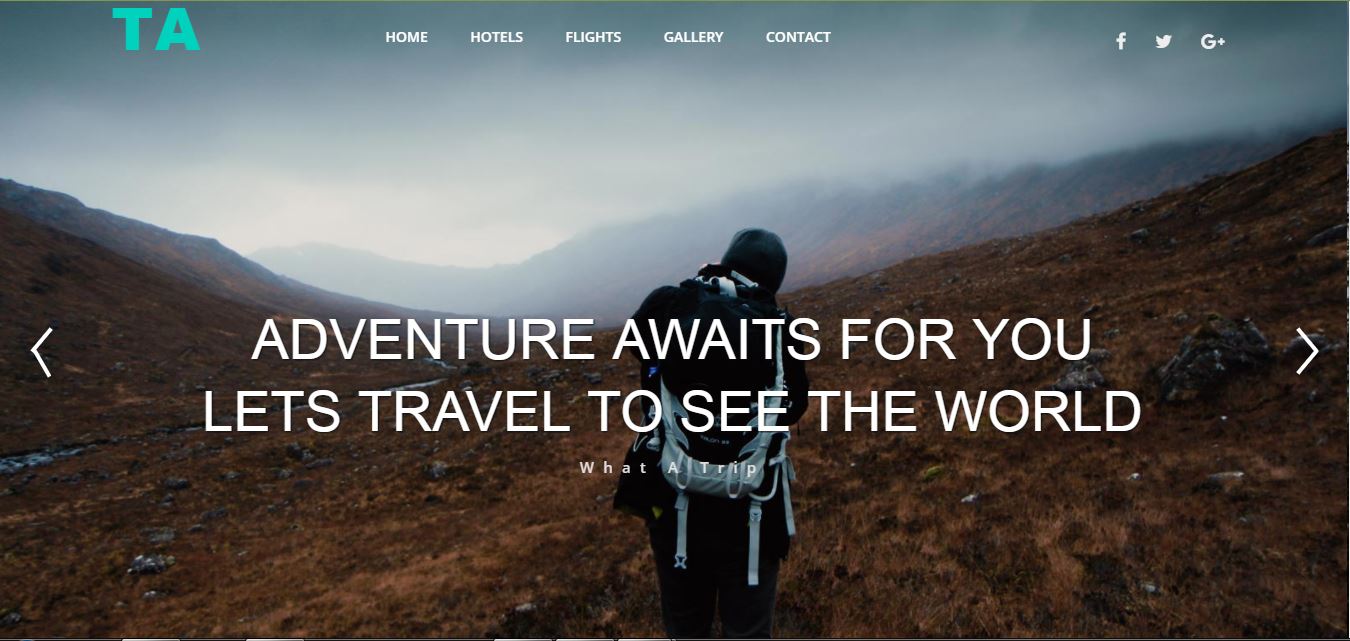 TA
HOME HOTELS FLIGHTS GALLERY CONTACT
ADVENTURE AWAITS FOR YOU
LETS TRAVEL TO SEE THE WORLD
What A Trip